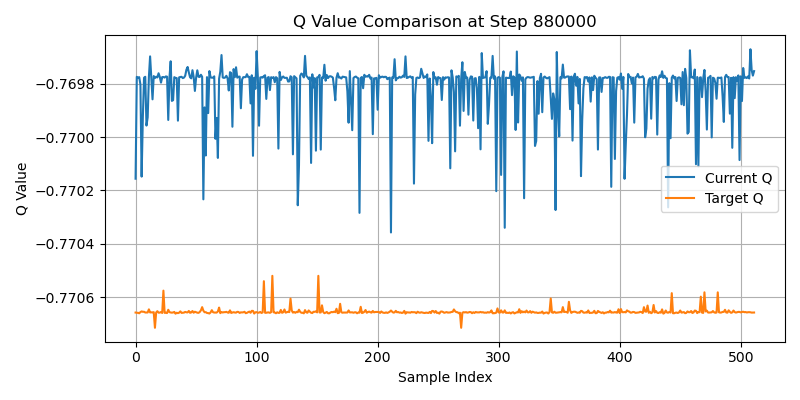 Q Value Comparison at Step 880000
Q Value
−0.7698
−0.7700
−0.7702
−0.7704
−0.7706
Current Q
Target Q
0
100
200
300
400
500
Sample Index